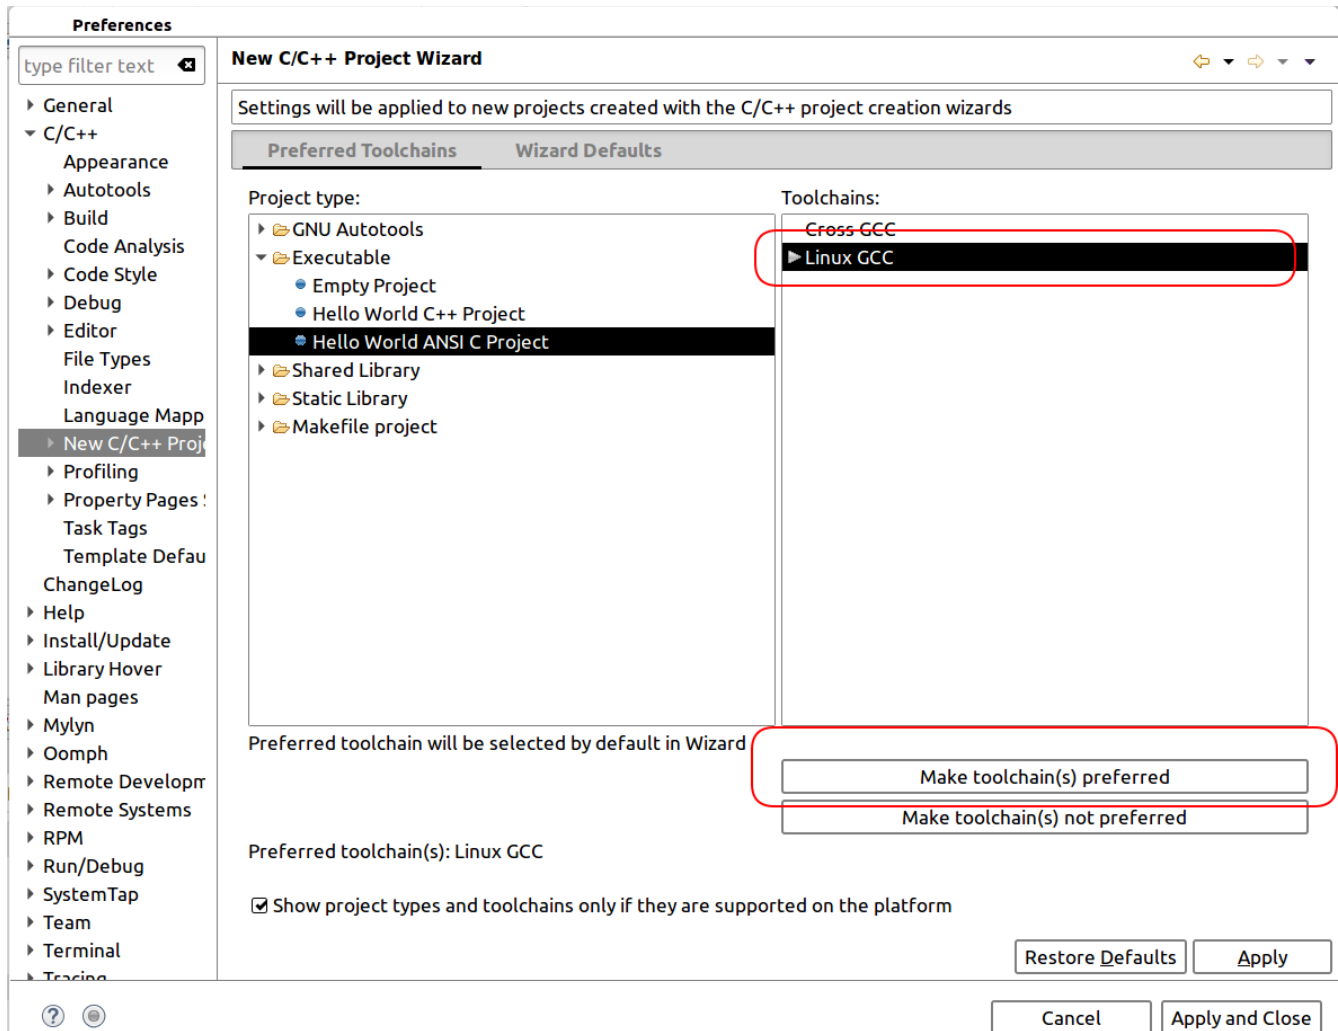 Preferences
type filter text
New C/C++ Project Wizard
General
C/C++
Appearance
Autotools
Build
Code Analysis
Code Style
Debug
Editor
File Types
Indexer
Language Mapp
New C/C++ Proj
Profiling
Property Pages
Task Tags
Template Defau
ChangeLog
Help
Install/Update
Library Hover
Man pages
Mylyn
Oomph
Remote Developm
Remote Systems
RPM
Run/Debug
SystemTap
Team
Terminal
Tracing
Settings will be applied to new projects created with the C/C++ project creation wizards
Preferred Toolchains Wizard Defaults
Project type:
GNU Autotools
Executable
Empty Project
Hello World C++ Project
Hello World ANSI C Project
Shared Library
Static Library
Makefile project
Toolchains:
Cross GCC
Linux GCC
Preferred toolchain will be selected by default in Wizard
Make toolchain(s) preferred
Make toolchain(s) not preferred
Preferred toolchain(s): Linux GCC
Show project types and toolchains only if they are supported on the platform
Restore Defaults Apply
Cancel Apply and Close